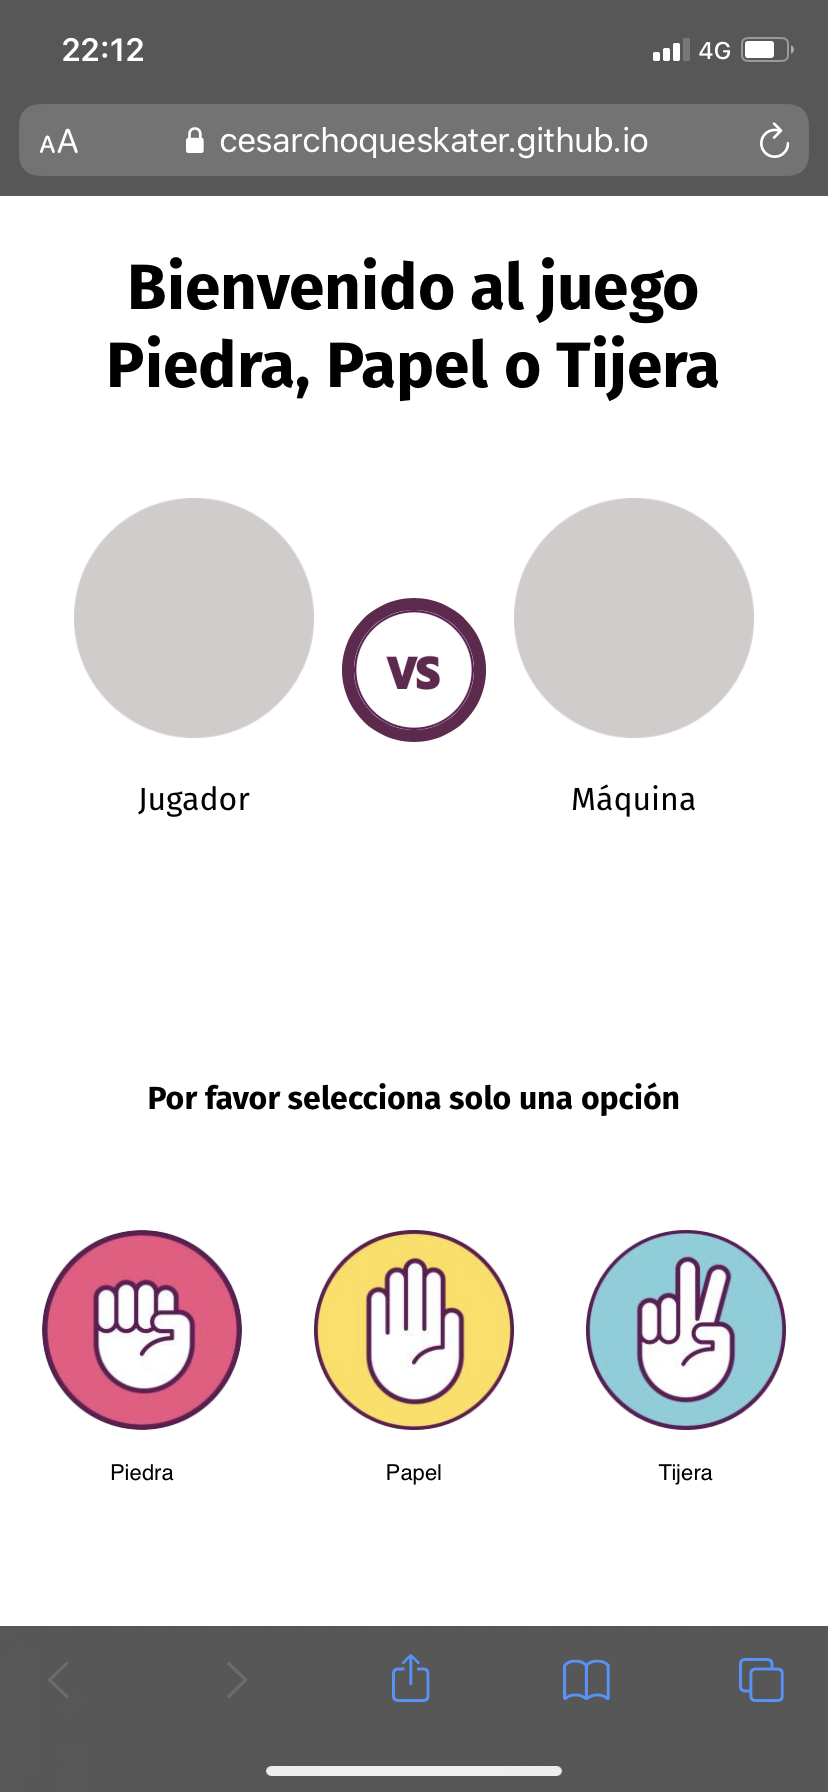 22:12
4G
AA
cesarchoqueskater.github.io
Bienvenido al juego
Piedra, Papel o Tijera
VS
Jugador
Máquina
Por favor selecciona solo una opción
Piedra
Papel
Tijera